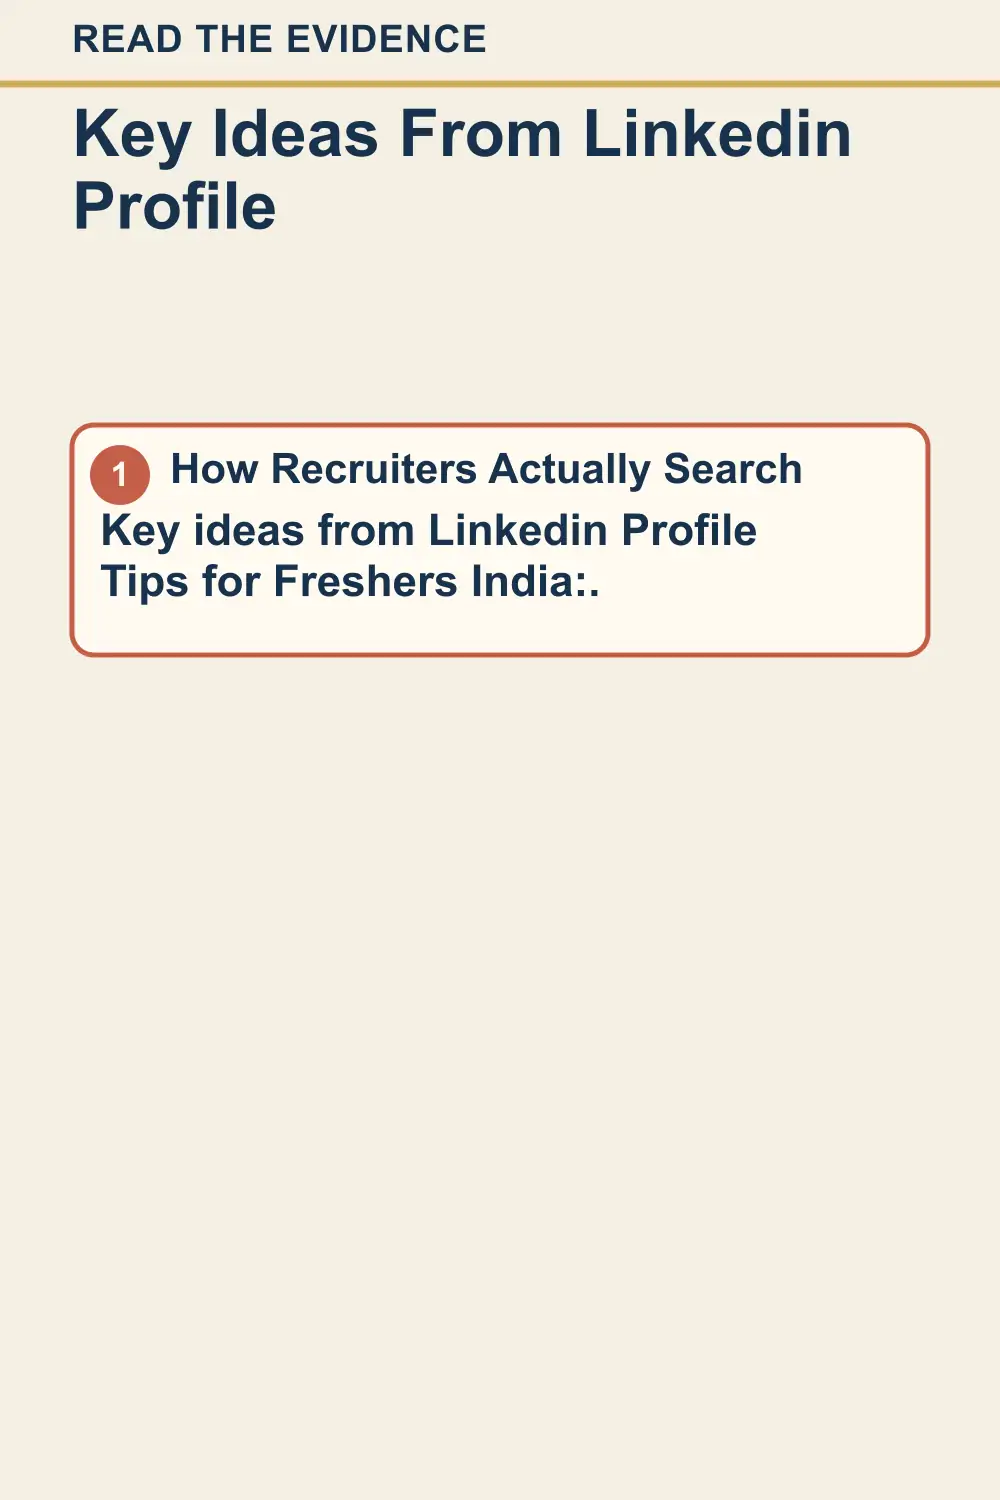 READ THE EVIDENCE
Key Ideas From Linkedin
Profile
1 How Recruiters Actually Search
Key ideas from Linkedin Profile
Tips for Freshers India:.